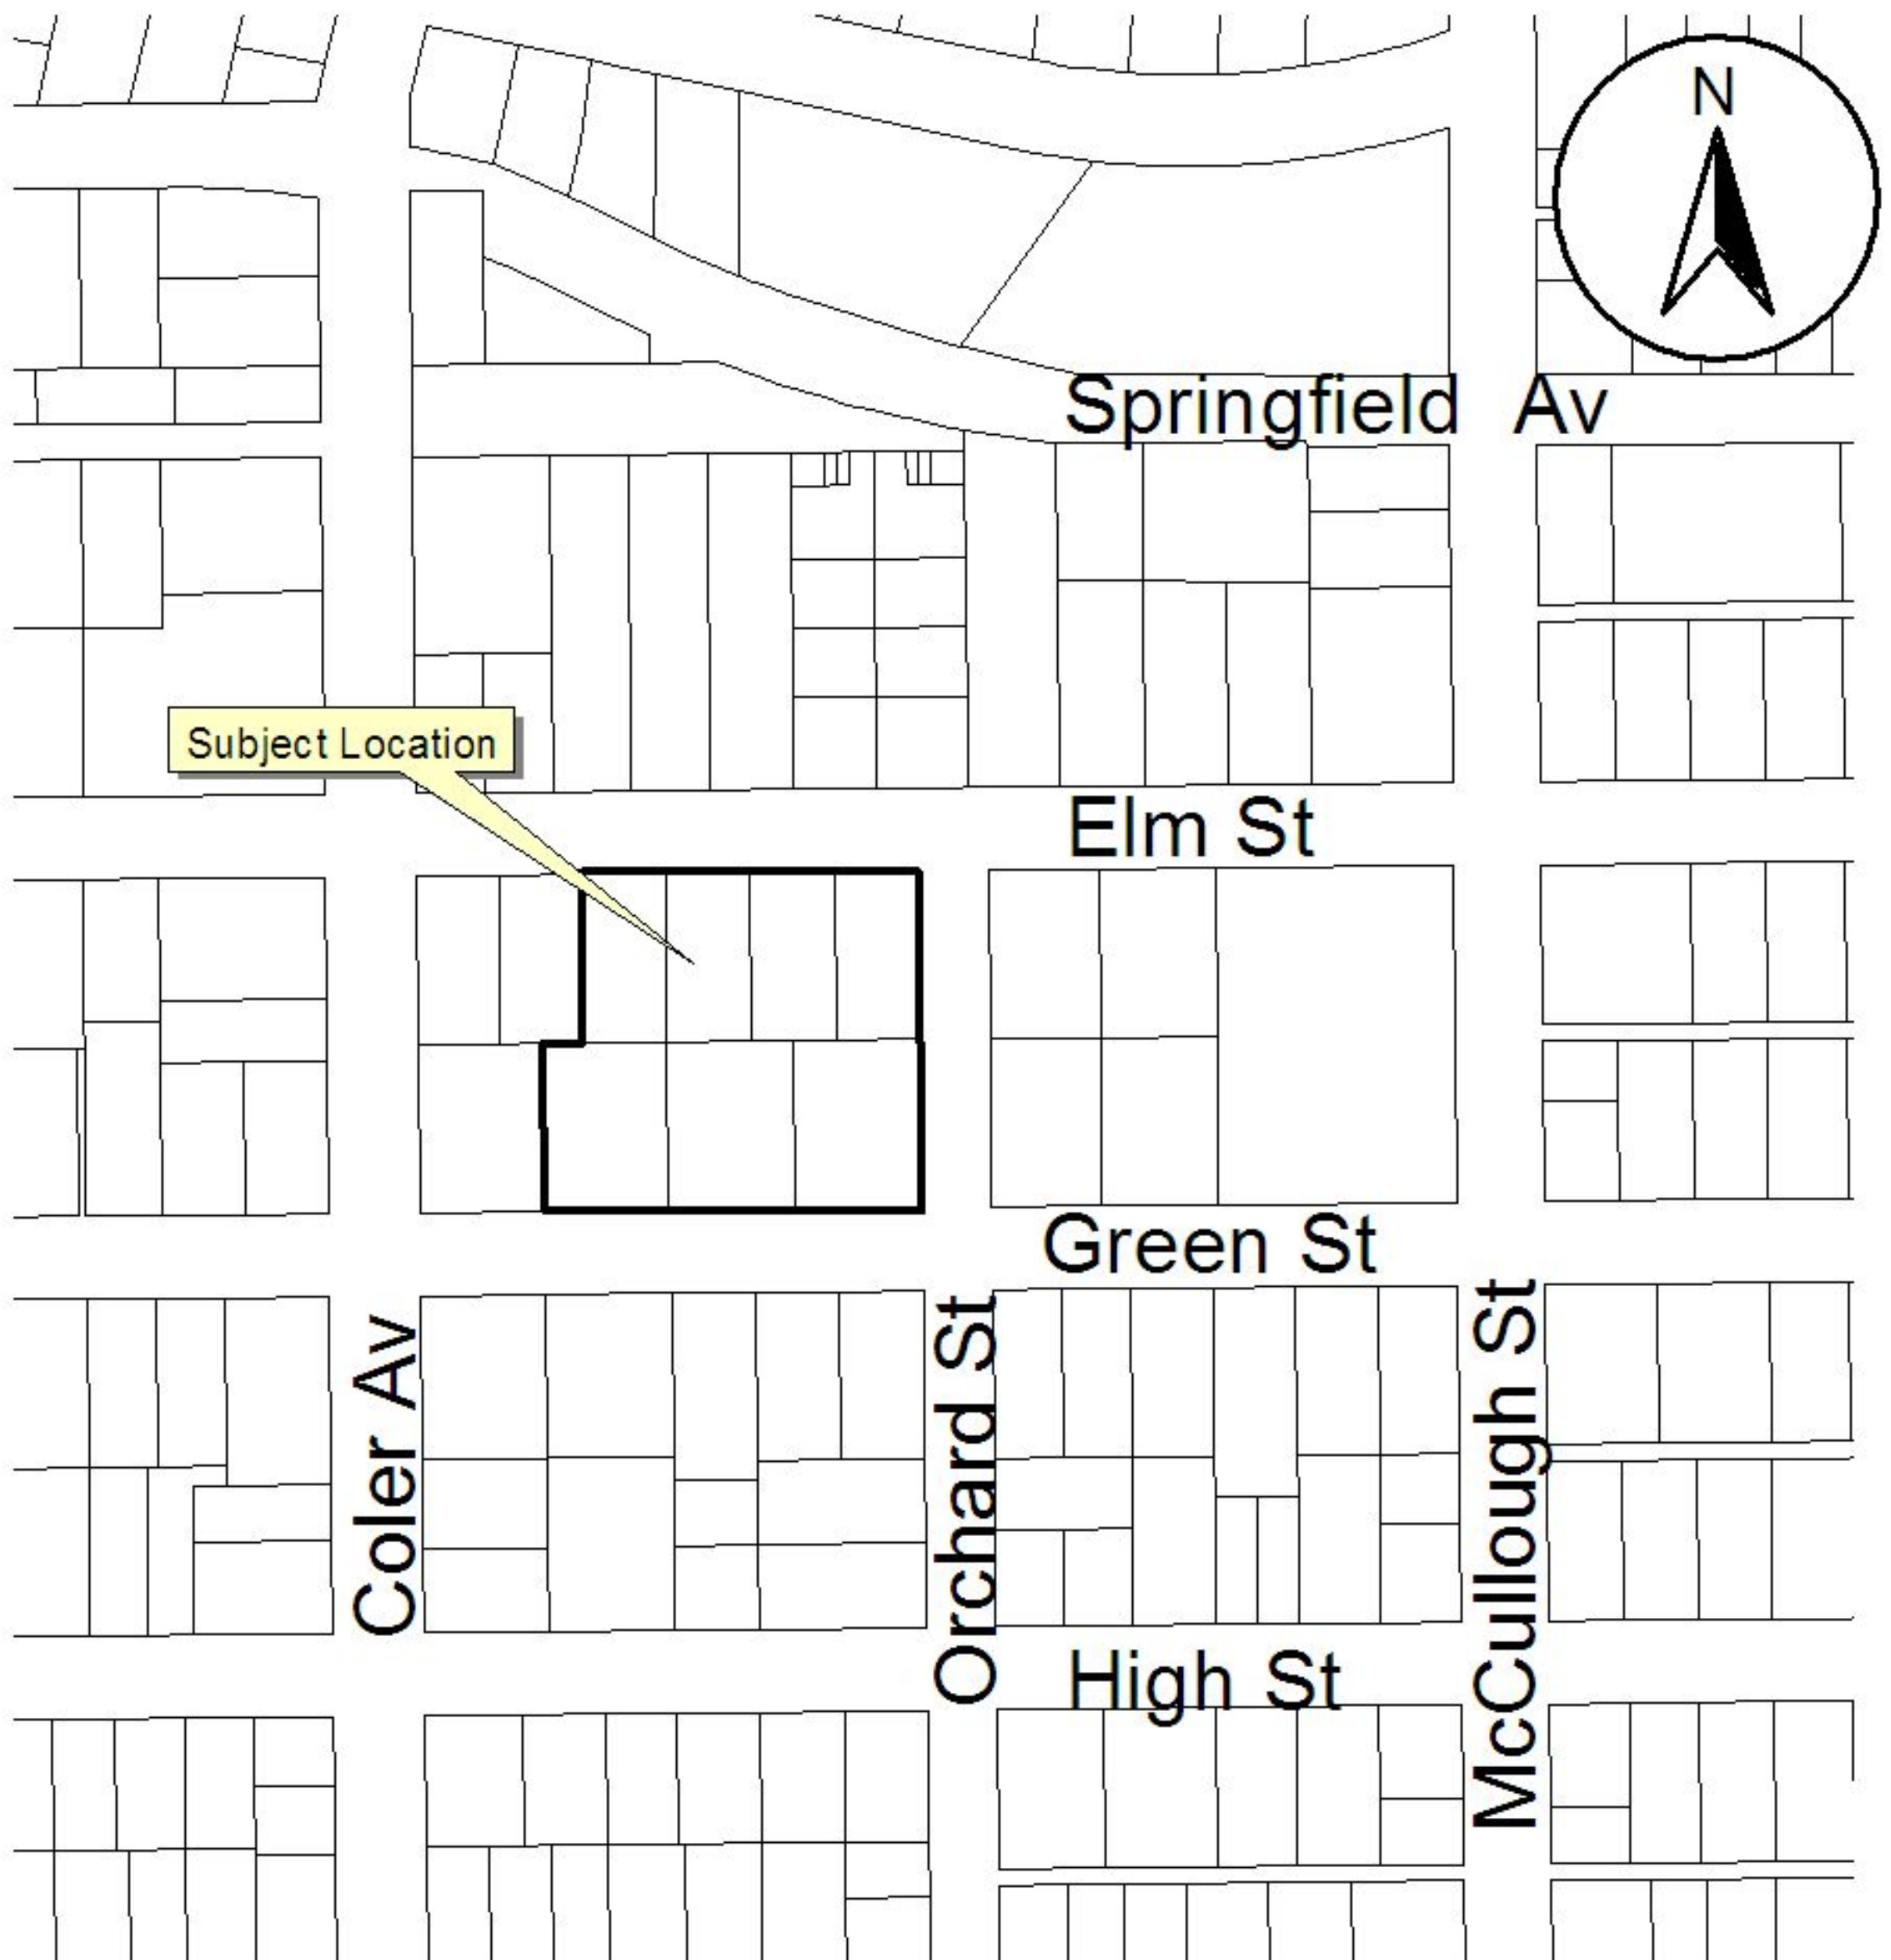 N
Springfield Av
Subject Location
Elm St
Green St
Coler Av
Orchard St
McCullough St
High St